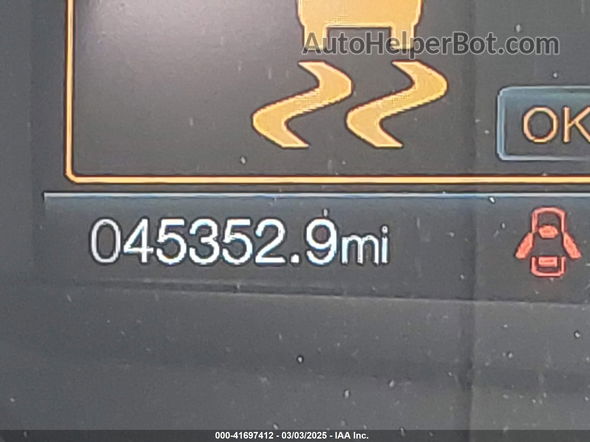 AutoHelperBot.com
OK
045352.9mi
000-41697412 - 03/03/2025 - IAA Inc.